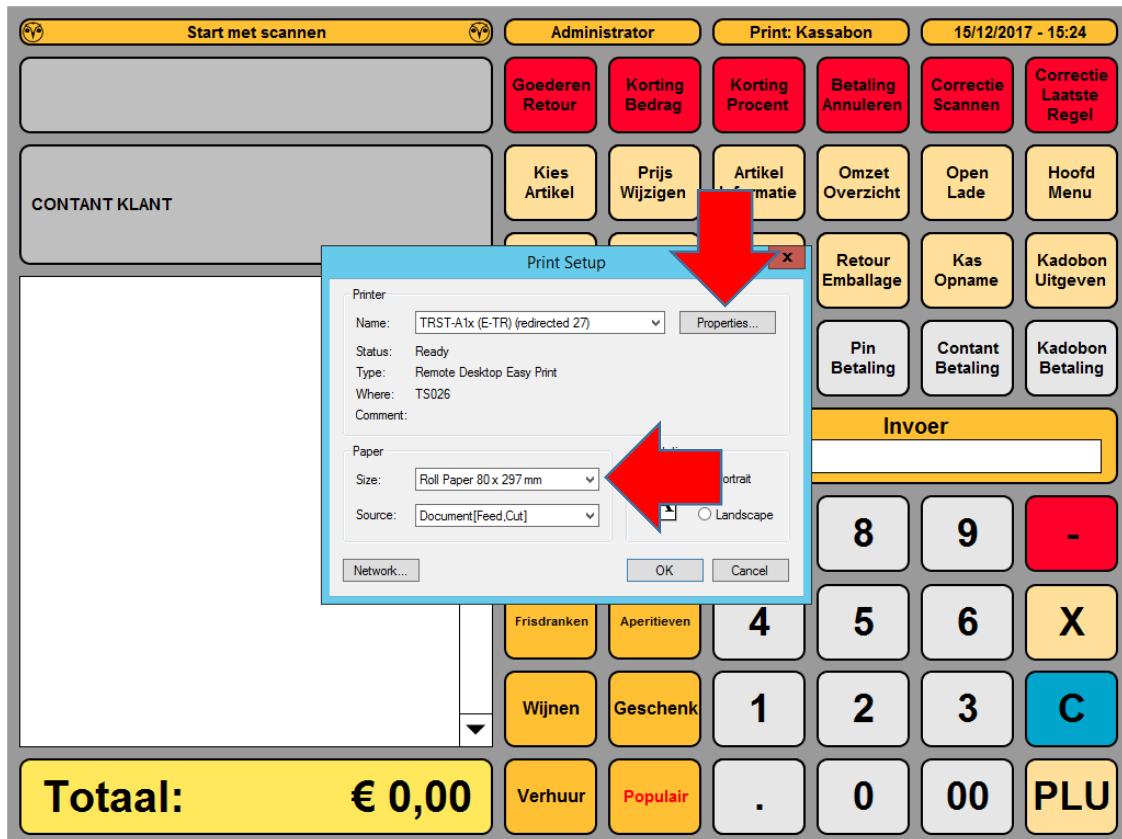 Start met scannen
Administrator
Print: Kassabon
15/12/2017 - 15:24
Goederen
Retour
Korting
Bedrag
Korting
Procent
Betaling
Annuleren
Correctie
Scannen
Correctie
Laatste
Regel
CONTANT KLANT
Kies
Artikel
Prijs
Wijzigen
Artikel
Omzet
Overzicht
Open
Lade
Hoofd
Menu
Retour
Emballage
Kas
Opname
Kadobon
Uitgeven
Pin
Betaling
Contant
Betaling
Kadobon
Betaling
Print Setup
x
Printer
Name: TRST-A1x (E-TR) (redirected 27) Properties...
Status: Ready
Type: Remote Desktop Easy Print
Where: TS026
Comment:
Paper
Size: Roll Paper 80 x 297 mm
Source: Document[Feed,Cut]
Landscape
Network...
OK
Cancel
Invoer
8
9
-
Frisdranken
Aperitieven
4
5
6
X
Wijnen
Geschenk
1
2
3
C
Totaal: € 0,00
Verhuur
Populair
.
0
00
PLU